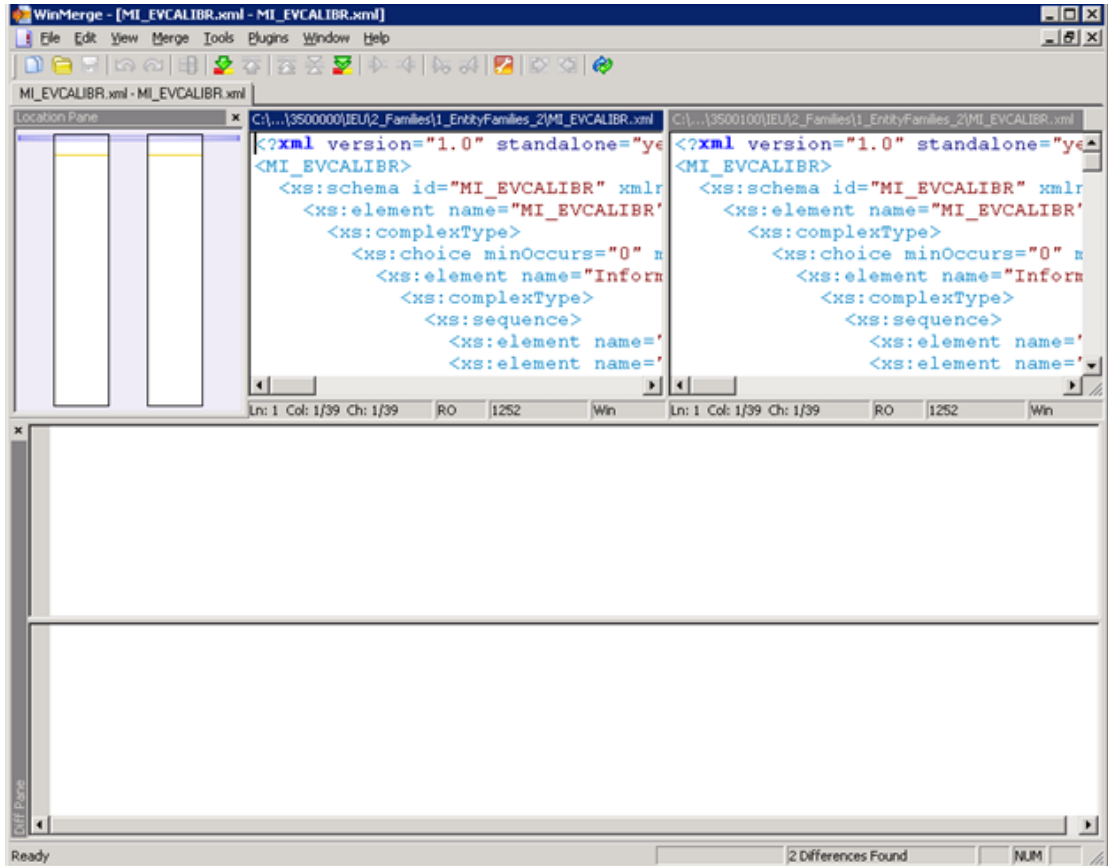 WinMerge - [MI_EVCALIBR.xml - MI_EVCALIBR.xml]
File Edit View Merge Tools Plugins Window Help
MI_EVCALIBR.xml - MI_EVCALIBR.xml
Location Pane
C:\...\3500000\IEU\2_Families\1_EntityFamilies_2\MI_EVCALIBR.xml
<?xml version="1.0" standalone="ye
<MI_EVCALIBR>
<xs:schema id="MI_EVCALIBR" xmlr
<xs:element name="MI_EVCALIBR"
<xs:complexType>
<xs:choice minOccurs="0" m
<xs:element name="Inform
<xs:complexType>
<xs:sequence>
<xs:element name="
<xs:element name="
Ln: 1 Col: 1/39 Ch: 1/39 RO 1252 Win
C:\...\3500100\IEU\2_Families\1_EntityFamilies_2\MI_EVCALIBR.xml
<?xml version="1.0" standalone="ye
<MI_EVCALIBR>
<xs:schema id="MI_EVCALIBR" xmlr
<xs:element name="MI_EVCALIBR'
<xs:complexType>
<xs:choice minOccurs="0" m
<xs:element name="Inform
<xs:complexType>
<xs:sequence>
<xs:element name="
<xs:element name="
Ln: 1 Col: 1/39 Ch: 1/39 RO 1252 Win
Diff Pane
Ready 2 Differences Found NUM